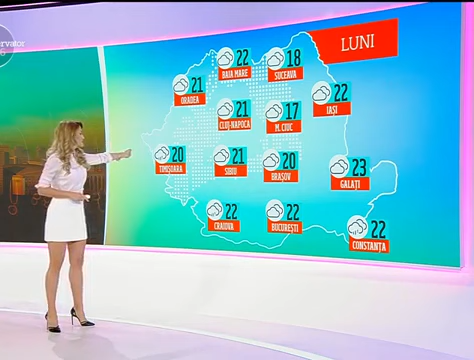 ervator
LUNI
22
BAIA MARE
18
SUCEAVA
21
ORADEA
22
IAȘI
21
CLUJ-NAPOCA
17
M. CIUC
20
TIMIȘOARA
21
SIBIU
20
BRAȘOV
23
GALAȚI
22
CRAIOVA
22
BUCUREȘTI
22
CONSTANȚA